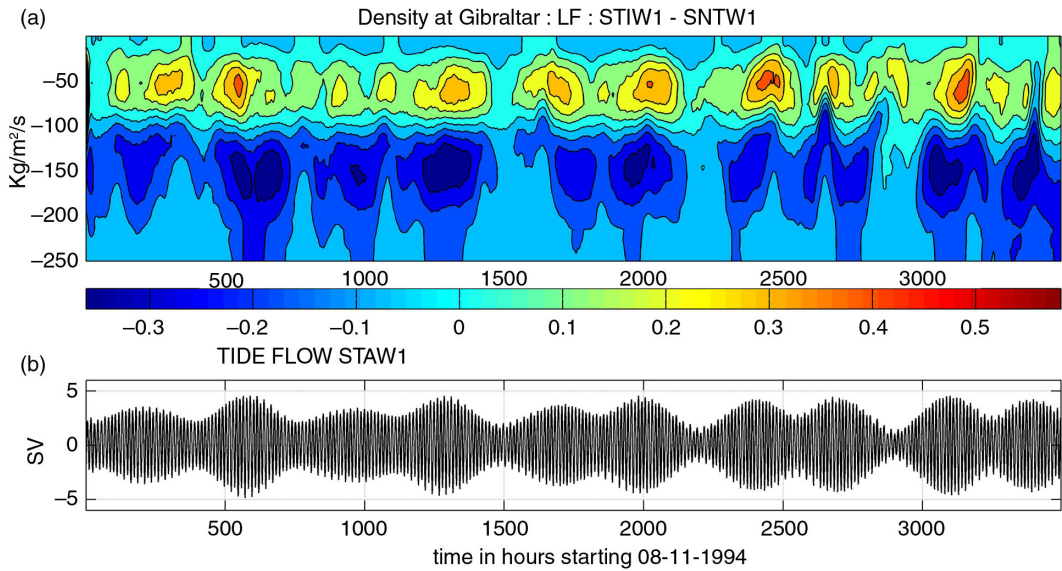 (a)
Density at Gibraltar : LF : STIW1 - SNTW1
Kg/m²/s
−50
−100
−150
−200
−250
500 1000 1500 2000 2500 3000
−0.3 −0.2 −0.1 0 0.1 0.2 0.3 0.4 0.5
(b)
TIDE FLOW STAW1
SV
5
0
−5
500 1000 1500 2000 2500 3000
time in hours starting 08-11-1994